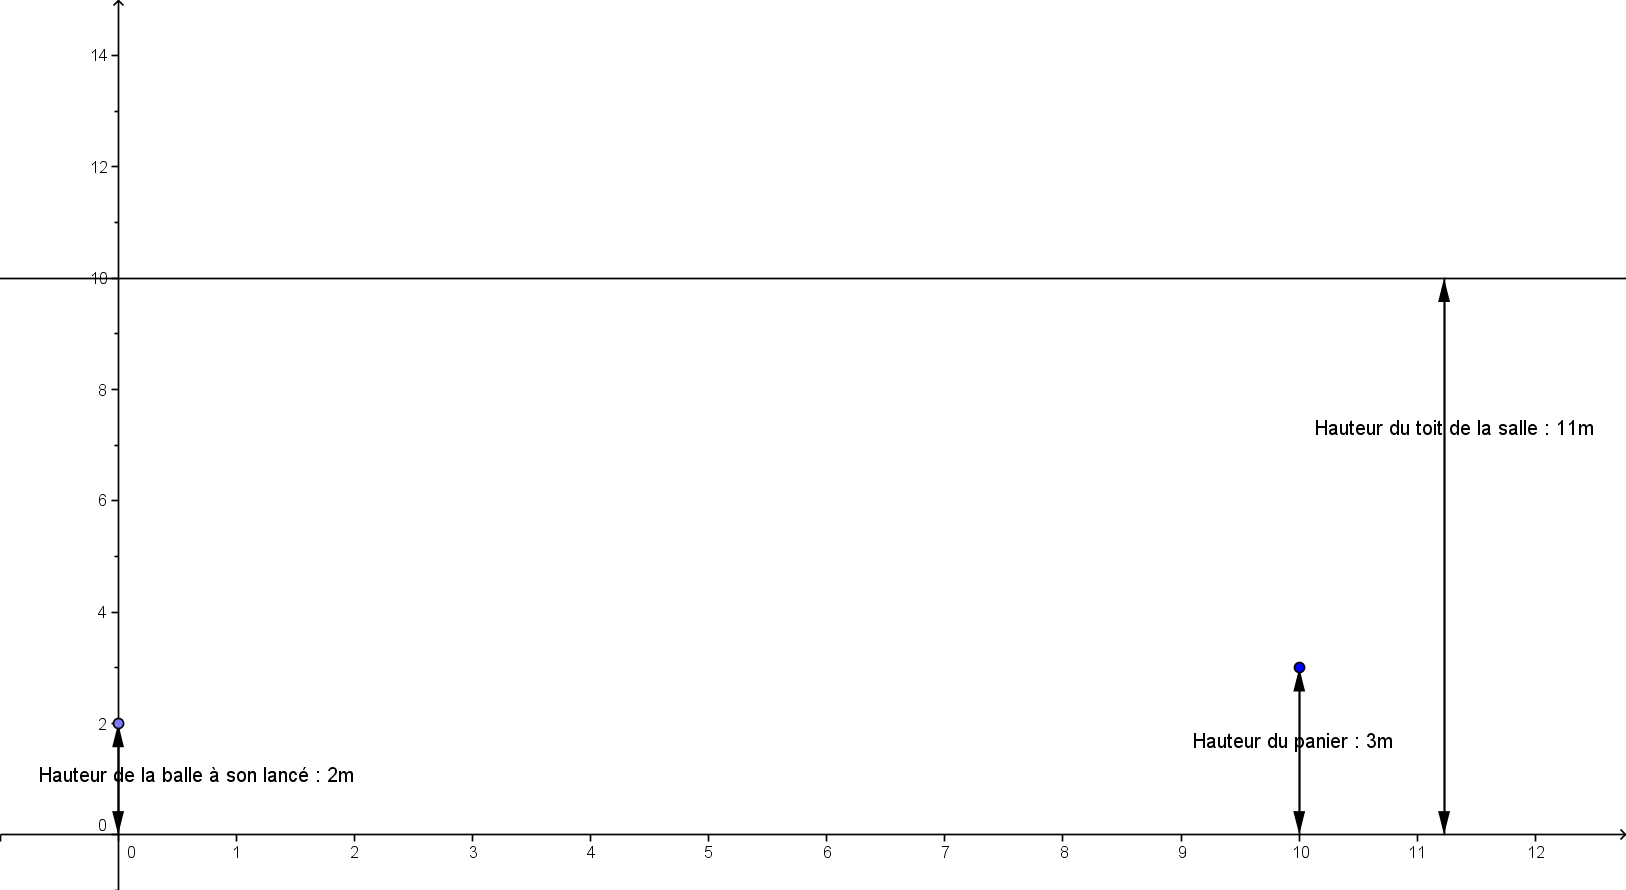 14
12
10
8
Hauteur du toit de la salle : 11m
6
4
2
Hauteur du panier : 3m
Hauteur de la balle à son lancé : 2m
0
0 1 2 3 4 5 6 7 8 9 10 11 12